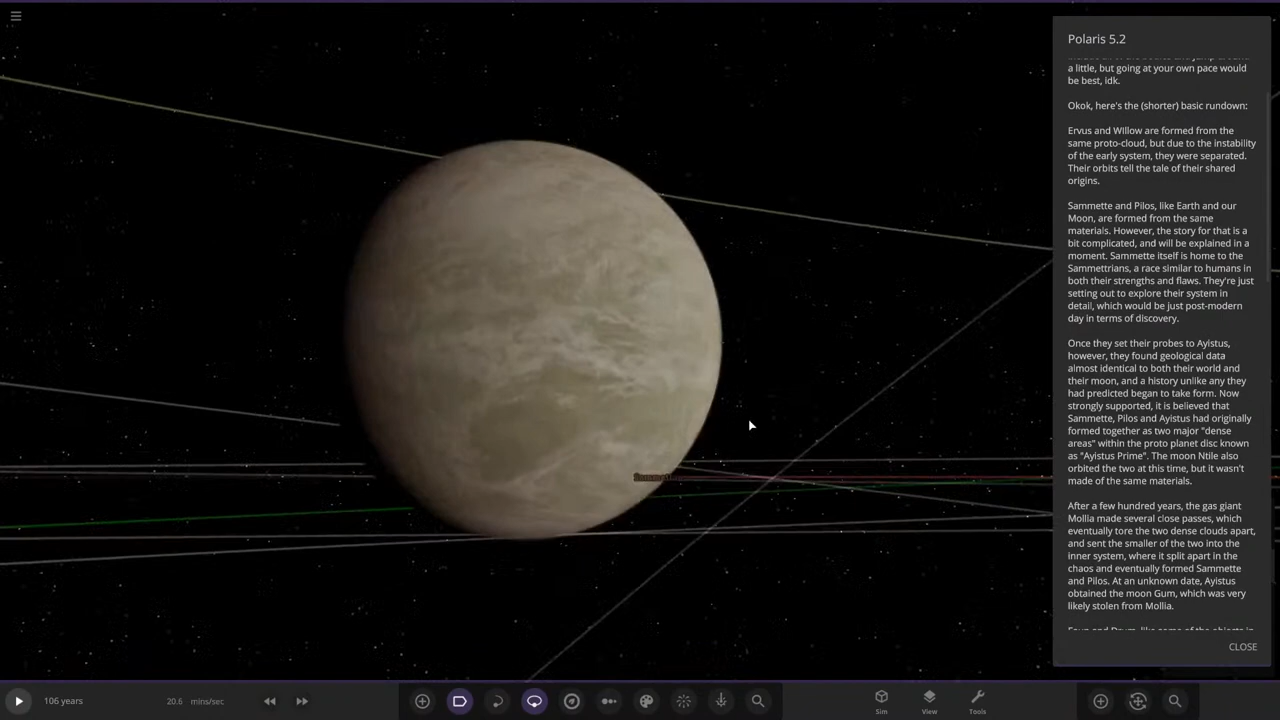 Polaris 5.2
a little, but going at your own pace would
be best, idk.
Okok, here's the (shorter) basic rundown:
Ervus and WIllow are formed from the
same proto-cloud, but due to the instability
of the early system, they were separated.
Their orbits tell the tale of their shared
origins.
Sammette and Pilos, like Earth and our
Moon, are formed from the same
materials. However, the story for that is a
bit complicated, and will be explained in a
moment. Sammette itself is home to the
Sammettrians, a race similar to humans in
both their strengths and flaws. They're just
setting out to explore their system in
detail, which would be just post-modern
day in terms of discovery.
Once they set their probes to Ayistus,
however, they found geological data
almost identical to both their world and
their moon, and a history unlike any they
had predicted began to take form. Now
strongly supported, it is believed that
Sammette, Pilos and Ayistus had originally
formed together as two major "dense
areas" within the proto planet disc known
as "Ayistus Prime". The moon Ntile also
orbited the two at this time, but it wasn't
made of the same materials.
After a few hundred years, the gas giant
Mollia made several close passes, which
eventually tore the two dense clouds apart,
and sent the smaller of the two into the
inner system, where it split apart in the
chaos and eventually formed Sammette
and Pilos. At an unknown date, Ayistus
obtained the moon Gum, which was very
likely stolen from Mollia.
CLOSE
106 years
20.6 mins/sec
Sim
View
Tools